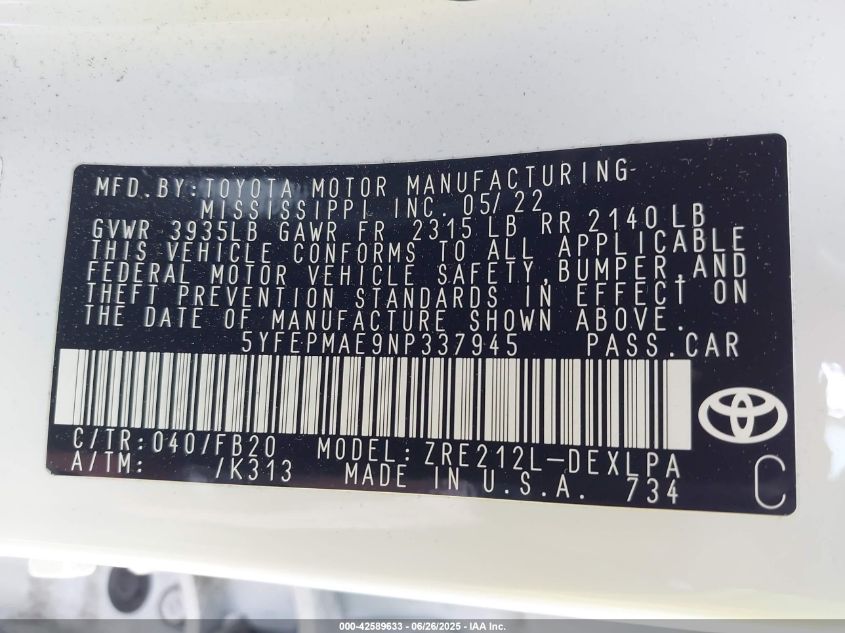 MFD.BY:TOYOTA MOTOR MANUFACTURING-
MISSISSIPPI INC. 05/22
GVWR 3935LB GAWR FR 2315 LB RR 2140 LB
THIS VEHICLE CONFORMS TO ALL APPLICABLE
FEDERAL MOTOR VEHICLE SAFETY, BUMPER, AND
THEFT PREVENTION STANDARDS IN EFFECT ON
THE DATE OF MANUFACTURE SHOWN ABOVE.
5YFEPMAE9NP337945 PASS.CAR
C/TR:040/FB20 MODEL: ZRE212L-DEXLPA
A/TM: /K313 MADE IN U.S.A. 734
C
000-42589633 - 06/26/2025 - IAA Inc.